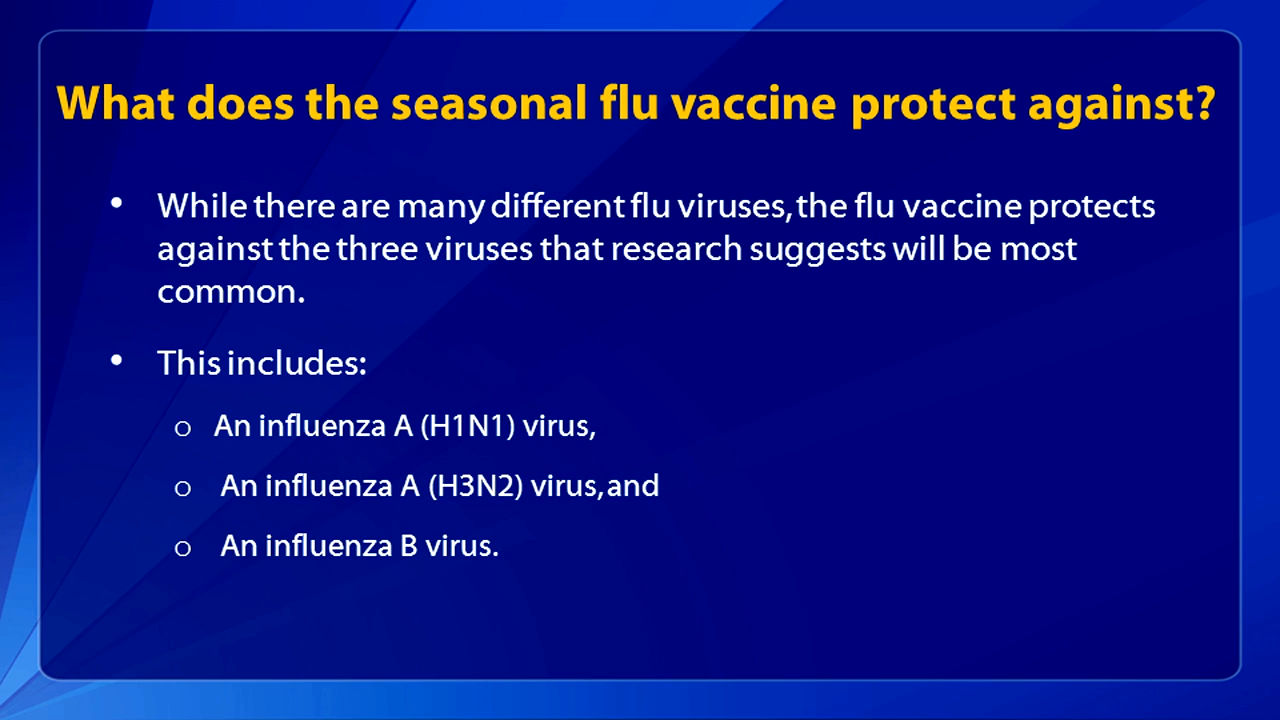 What does the seasonal flu vaccine protect against?
• While there are many different flu viruses, the flu vaccine protects
against the three viruses that research suggests will be most
common.
• This includes:
o An influenza A (H1N1) virus,
o An influenza A (H3N2) virus, and
o An influenza B virus.